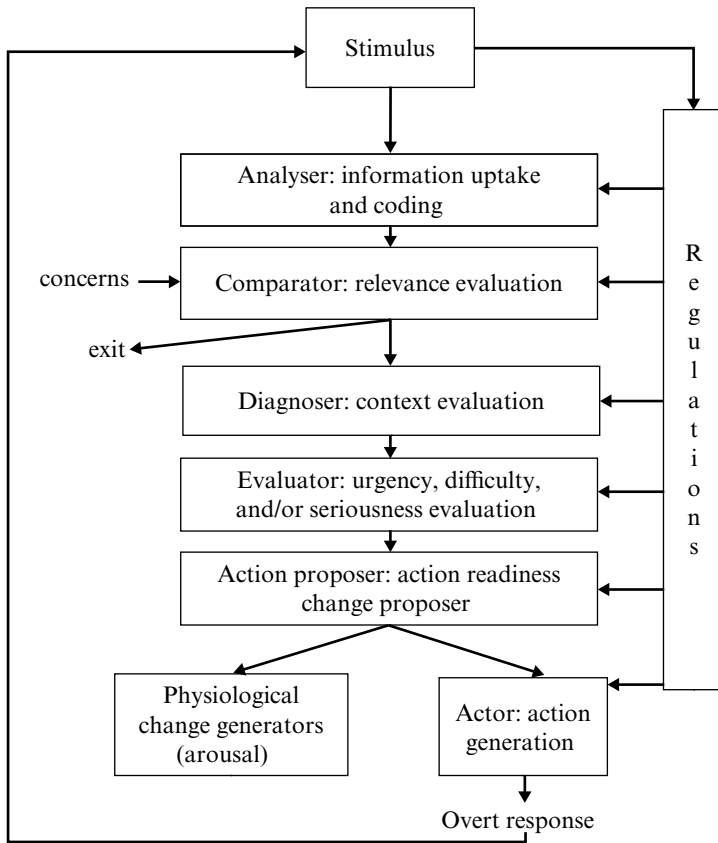 Stimulus
Analyser: information uptake
and coding
concerns
Comparator: relevance evaluation
exit
Diagnoser: context evaluation
Evaluator: urgency, difficulty,
and/or seriousness evaluation
Action proposer: action readiness
change proposer
Physiological
change generators
(arousal)
Actor: action
generation
Overt response
Regulations